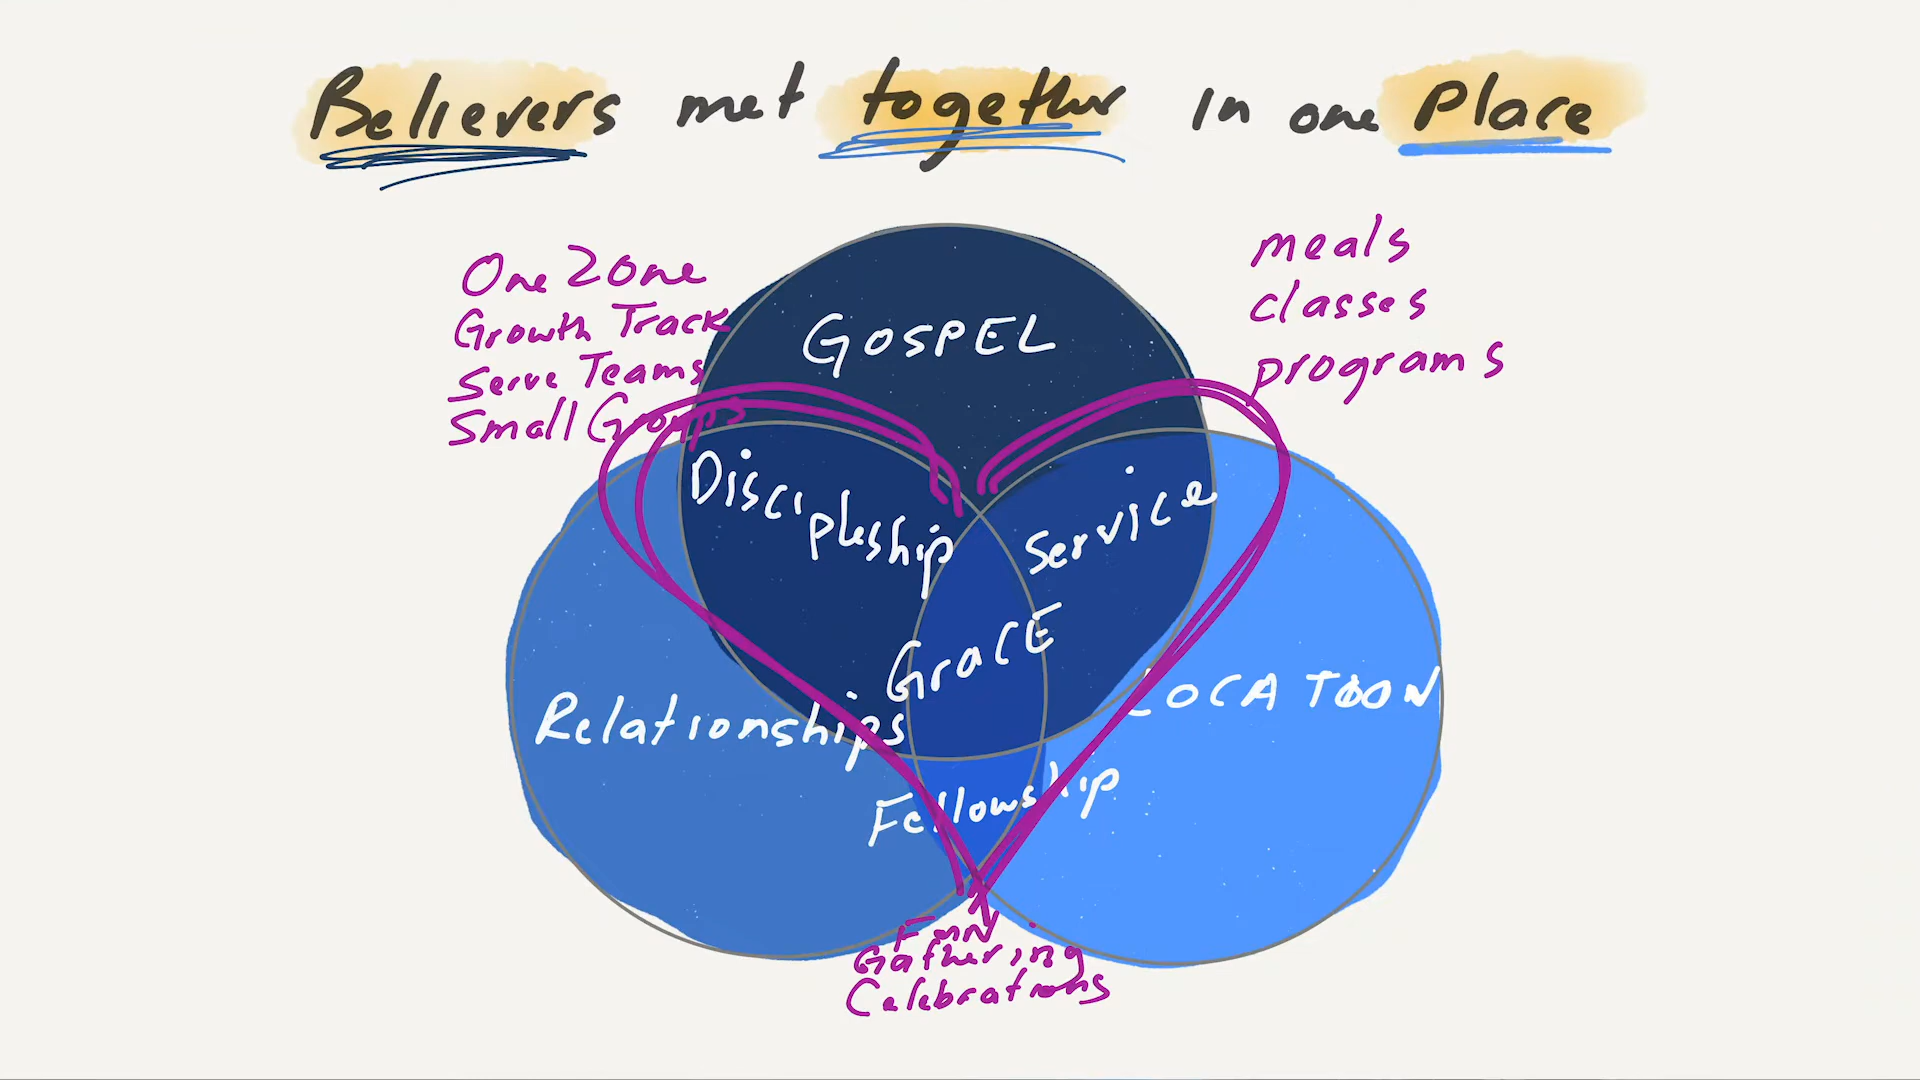 Believers met together in one Place
One Zone
Growth Track
Serve Teams
Small Groups
meals
classes
programs
GOSPEL
Discipleship
Service
GracE
Relationships
LOCATION
Fellowship
Fun
Gathering
Celebrations